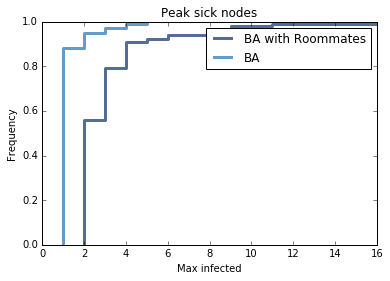 Peak sick nodes
1.0
0.8
0.6
0.4
0.2
0.0
Frequency
BA with Roommates
BA
0 2 4 6 8 10 12 14 16
Max infected